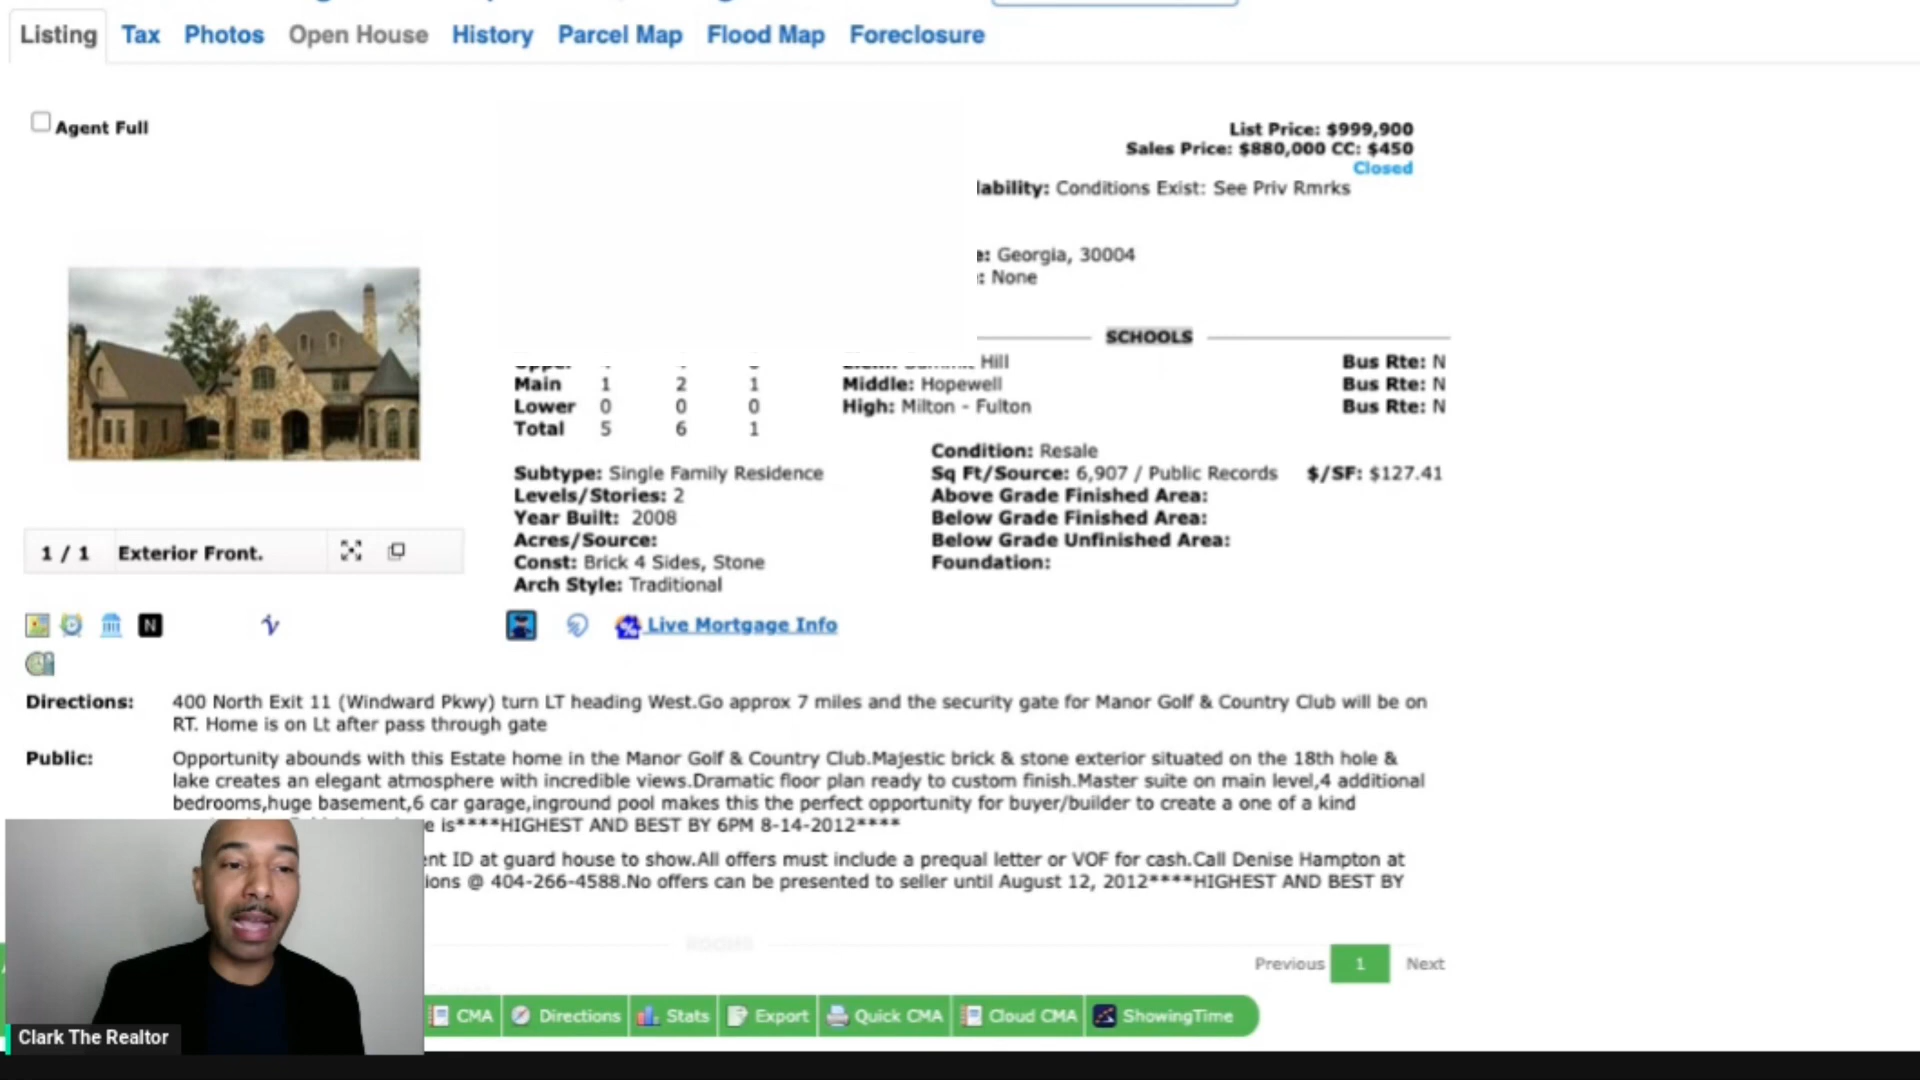 Listing Tax Photos Open House History Parcel Map Flood Map Foreclosure
Agent Full
List Price: $999,900
Sales Price: $880,000 CC: $450
Closed
lability: Conditions Exist: See Priv Rmrks
e: Georgia, 30004
: None
SCHOOLS
Hill Bus Rte: N
Main 1 2 1 Middle: Hopewell Bus Rte: N
Lower 0 0 0 High: Milton - Fulton Bus Rte: N
Total 5 6 1
Condition: Resale
Subtype: Single Family Residence Sq Ft/Source: 6,907 / Public Records $/SF: $127.41
Levels/Stories: 2 Above Grade Finished Area:
Year Built: 2008 Below Grade Finished Area:
Acres/Source: Below Grade Unfinished Area:
Const: Brick 4 Sides, Stone Foundation:
Arch Style: Traditional
1 / 1 Exterior Front.
N
Live Mortgage Info
Directions: 400 North Exit 11 (Windward Pkwy) turn LT heading West.Go approx 7 miles and the security gate for Manor Golf & Country Club will be on
RT. Home is on Lt after pass through gate
Public: Opportunity abounds with this Estate home in the Manor Golf & Country Club.Majestic brick & stone exterior situated on the 18th hole &
lake creates an elegant atmosphere with incredible views.Dramatic floor plan ready to custom finish.Master suite on main level,4 additional
bedrooms,huge basement,6 car garage,inground pool makes this the perfect opportunity for buyer/builder to create a one of a kind
e is****HIGHEST AND BEST BY 6PM 8-14-2012****
ent ID at guard house to show.All offers must include a prequal letter or VOF for cash.Call Denise Hampton at
ions @ 404-266-4588.No offers can be presented to seller until August 12, 2012****HIGHEST AND BEST BY
Previous 1 Next
CMA Directions Stats Export Quick CMA Cloud CMA ShowingTime
Clark The Realtor